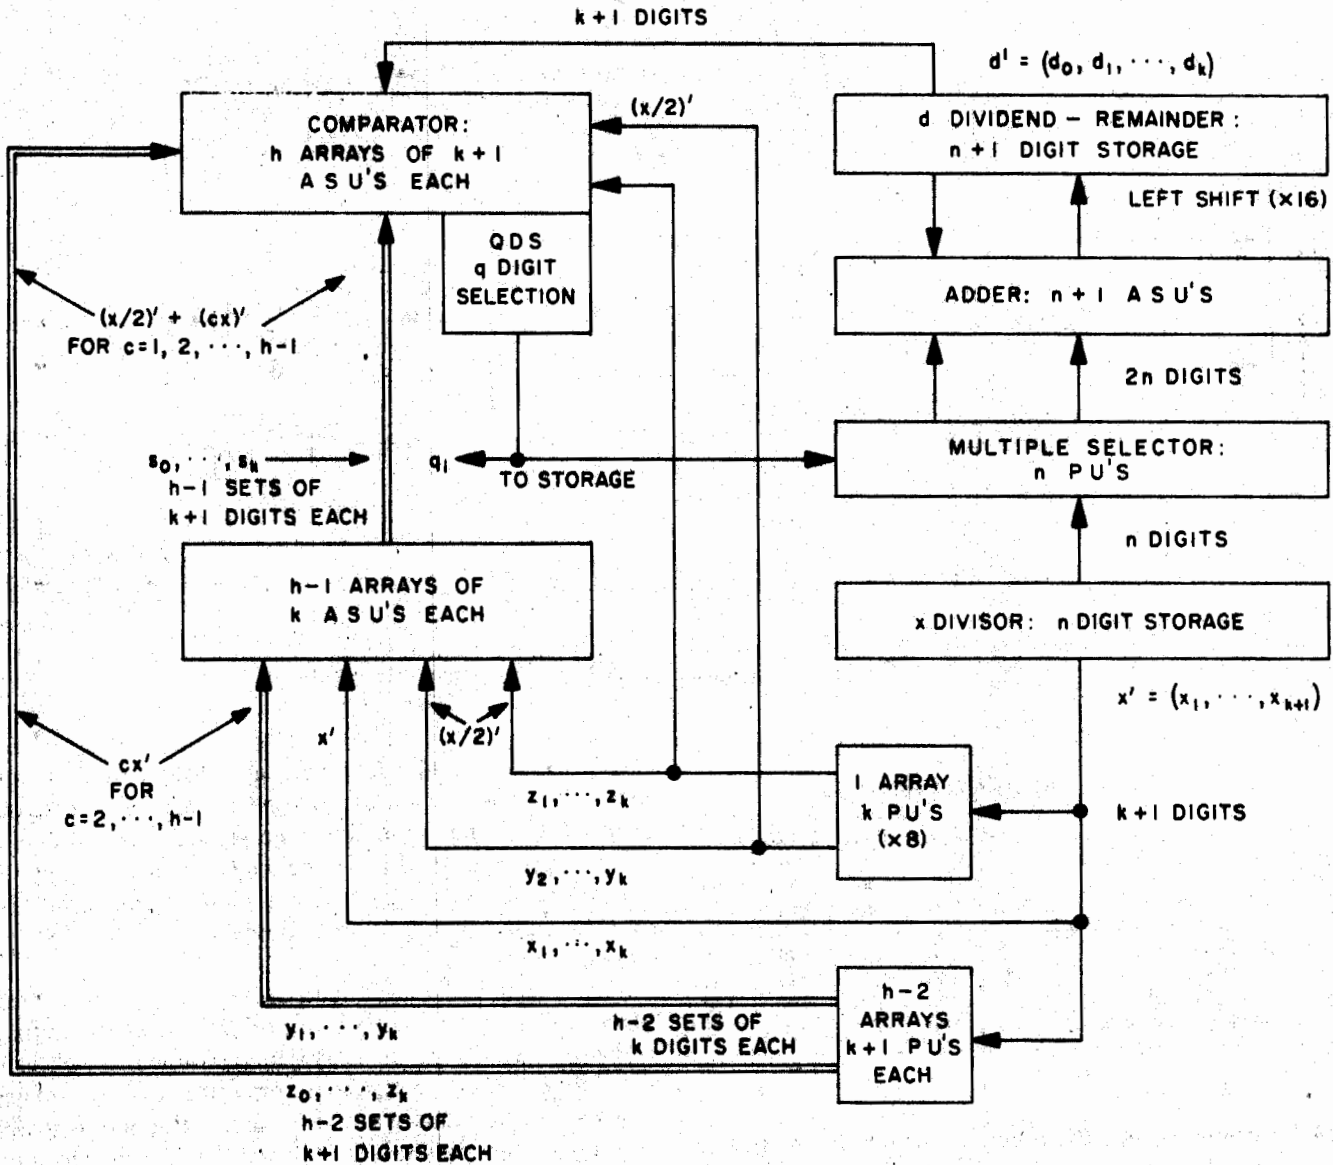 k+1 DIGITS
d' = (d0, d1, ..., dk)
COMPARATOR:
h ARRAYS OF k+1
ASU'S EACH
(x/2)'
d DIVIDEND - REMAINDER:
n+1 DIGIT STORAGE
LEFT SHIFT (×16)
QDS
q DIGIT
SELECTION
ADDER: n+1 ASU'S
(x/2)' + (cx)'
FOR c=1, 2, ..., h-1
2n DIGITS
MULTIPLE SELECTOR:
n PU'S
s0, ..., sk
h-1 SETS OF
k+1 DIGITS EACH
qi
TO STORAGE
n DIGITS
h-1 ARRAYS OF
k ASU'S EACH
x DIVISOR: n DIGIT STORAGE
x' = (x1, ..., xk+1)
x'
(x/2)'
cx'
FOR
c=2, ..., h-1
z1, ..., zk
1 ARRAY
k PU'S
(×8)
k+1 DIGITS
y2, ..., yk
x1, ..., xk
h-2
ARRAYS
k+1 PU'S
EACH
y1, ..., yk
h-2 SETS OF
k DIGITS EACH
z0, ..., zk
h-2 SETS OF
k+1 DIGITS EACH